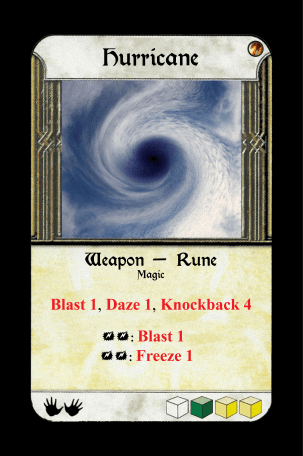 Hurricane
Weapon — Rune
Magic
Blast 1, Daze 1, Knockback 4
: Blast 1
: Freeze 1